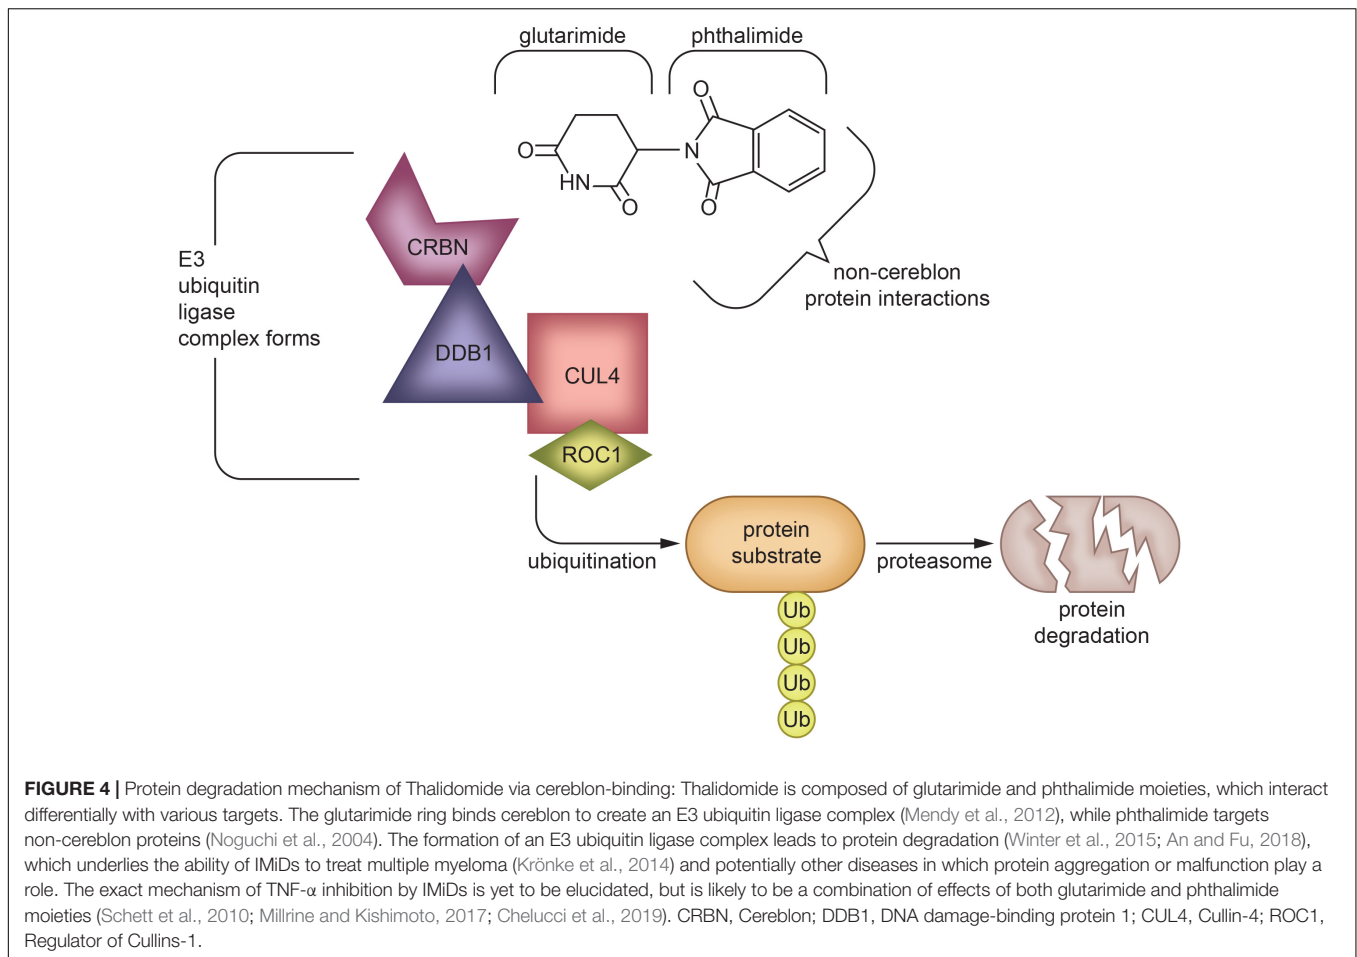 glutarimide
phthalimide
O
O
N
HN
O
O
E3
ubiquitin
ligase
complex forms
CRBN
DDB1
CUL4
ROC1
non-cereblon
protein interactions
ubiquitination
protein
substrate
proteasome
protein
degradation
Ub
Ub
Ub
Ub
FIGURE 4 | Protein degradation mechanism of Thalidomide via cereblon-binding: Thalidomide is composed of glutarimide and phthalimide moieties, which interact
differentially with various targets. The glutarimide ring binds cereblon to create an E3 ubiquitin ligase complex (Mendy et al., 2012), while phthalimide targets
non-cereblon proteins (Noguchi et al., 2004). The formation of an E3 ubiquitin ligase complex leads to protein degradation (Winter et al., 2015; An and Fu, 2018),
which underlies the ability of IMiDs to treat multiple myeloma (Krönke et al., 2014) and potentially other diseases in which protein aggregation or malfunction play a
role. The exact mechanism of TNF-α inhibition by IMiDs is yet to be elucidated, but is likely to be a combination of effects of both glutarimide and phthalimide
moieties (Schett et al., 2010; Millrine and Kishimoto, 2017; Chelucci et al., 2019). CRBN, Cereblon; DDB1, DNA damage-binding protein 1; CUL4, Cullin-4; ROC1,
Regulator of Cullins-1.